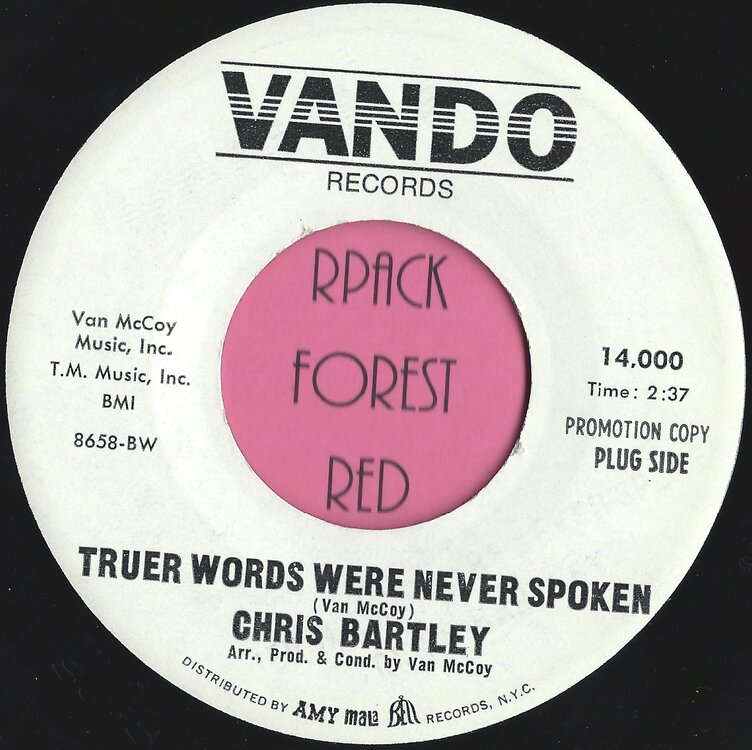 VANDO
RECORDS
RPACK
FOREST
RED
Van McCoy
Music, Inc.
T.M. Music, Inc.
BMI
8658-BW
14,000
Time: 2:37
PROMOTION COPY
PLUG SIDE
TRUER WORDS WERE NEVER SPOKEN
(Van McCoy)
CHRIS BARTLEY
Arr., Prod. & Cond. by Van McCoy
DISTRIBUTED BY AMY mala Bell RECORDS, N.Y.C.